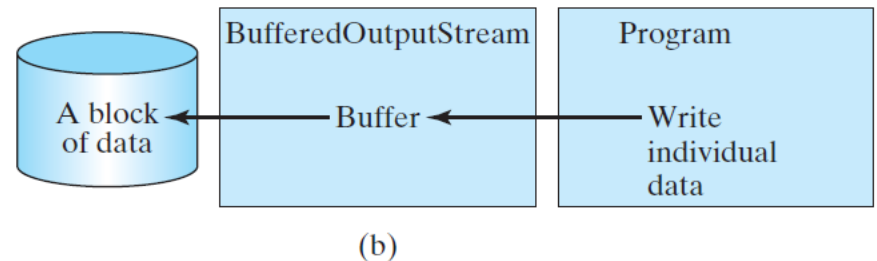 BufferedOutputStream
Program
A block
of data
Buffer
Write
individual
data
(b)